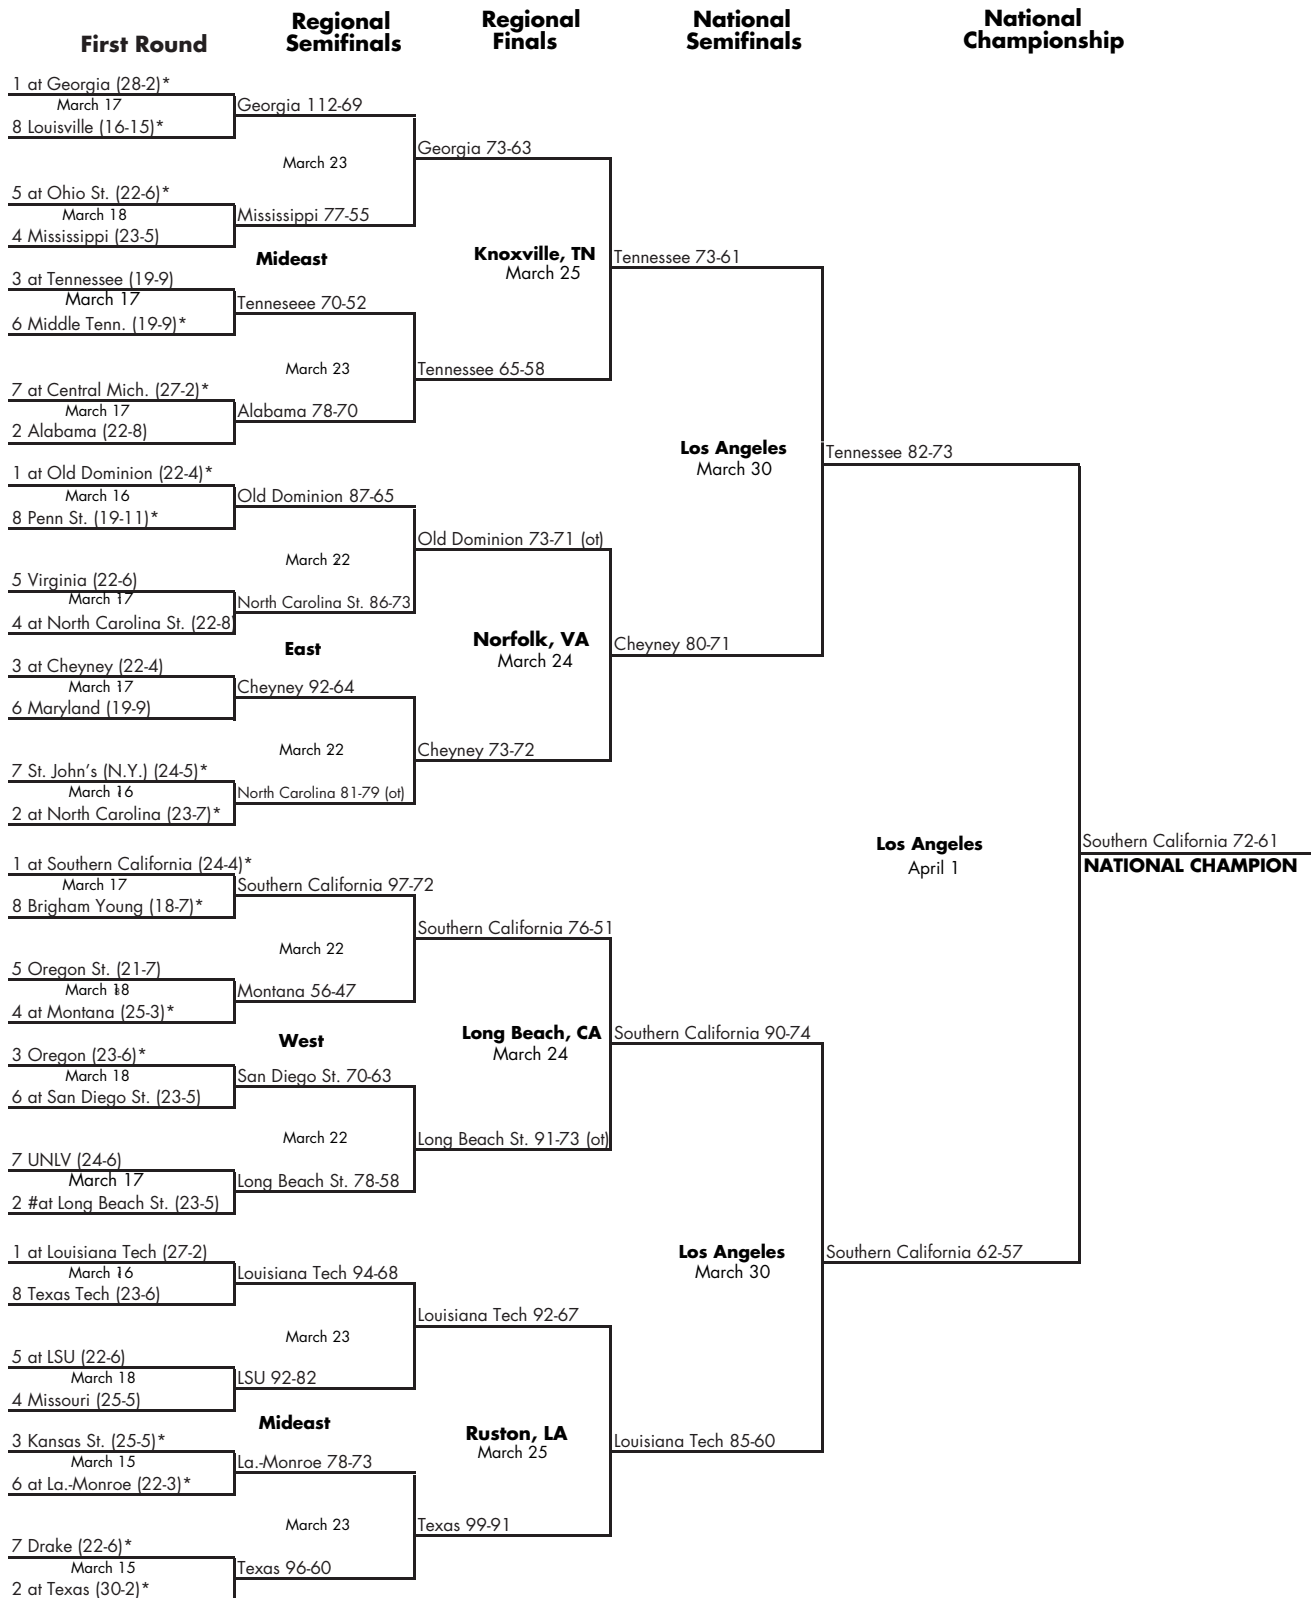 First Round
Regional
Semifinals
Regional
Finals
National
Semifinals
National
Championship
1 at Georgia (28-2)*
March 17
8 Louisville (16-15)*
5 at Ohio St. (22-6)*
March 18
4 Mississippi (23-5)
3 at Tennessee (19-9)
March 17
6 Middle Tenn. (19-9)*
7 at Central Mich. (27-2)*
March 17
2 Alabama (22-8)
1 at Old Dominion (22-4)*
March 16
8 Penn St. (19-11)*
5 Virginia (22-6)
March 17
4 at North Carolina St. (22-8)
3 at Cheyney (22-4)
March 17
6 Maryland (19-9)
7 St. John's (N.Y.) (24-5)*
March 16
2 at North Carolina (23-7)*
1 at Southern California (24-4)*
March 17
8 Brigham Young (18-7)*
5 Oregon St. (21-7)
March 18
4 at Montana (25-3)*
3 Oregon (23-6)*
March 18
6 at San Diego St. (23-5)
7 UNLV (24-6)
March 17
2 #at Long Beach St. (23-5)
1 at Louisiana Tech (27-2)
March 16
8 Texas Tech (23-6)
5 at LSU (22-6)
March 18
4 Missouri (25-5)
3 Kansas St. (25-5)*
March 15
6 at La.-Monroe (22-3)*
7 Drake (22-6)*
March 15
2 at Texas (30-2)*
Georgia 112-69
March 23
Mississippi 77-55
Mideast
Tenneseee 70-52
March 23
Alabama 78-70
Old Dominion 87-65
March 22
North Carolina St. 86-73
East
Cheyney 92-64
March 22
North Carolina 81-79 (ot)
Southern California 97-72
March 22
Montana 56-47
West
San Diego St. 70-63
March 22
Long Beach St. 78-58
Louisiana Tech 94-68
March 23
LSU 92-82
Mideast
La.-Monroe 78-73
March 23
Texas 96-60
Georgia 73-63
Knoxville, TN
March 25
Tennessee 65-58
Old Dominion 73-71 (ot)
Norfolk, VA
March 24
Cheyney 73-72
Southern California 76-51
Long Beach, CA
March 24
Long Beach St. 91-73 (ot)
Louisiana Tech 92-67
Ruston, LA
March 25
Texas 99-91
Tennessee 73-61
Los Angeles
March 30
Cheyney 80-71
Southern California 90-74
Los Angeles
March 30
Louisiana Tech 85-60
Tennessee 82-73
Los Angeles
April 1
Southern California 62-57
Southern California 72-61
NATIONAL CHAMPION